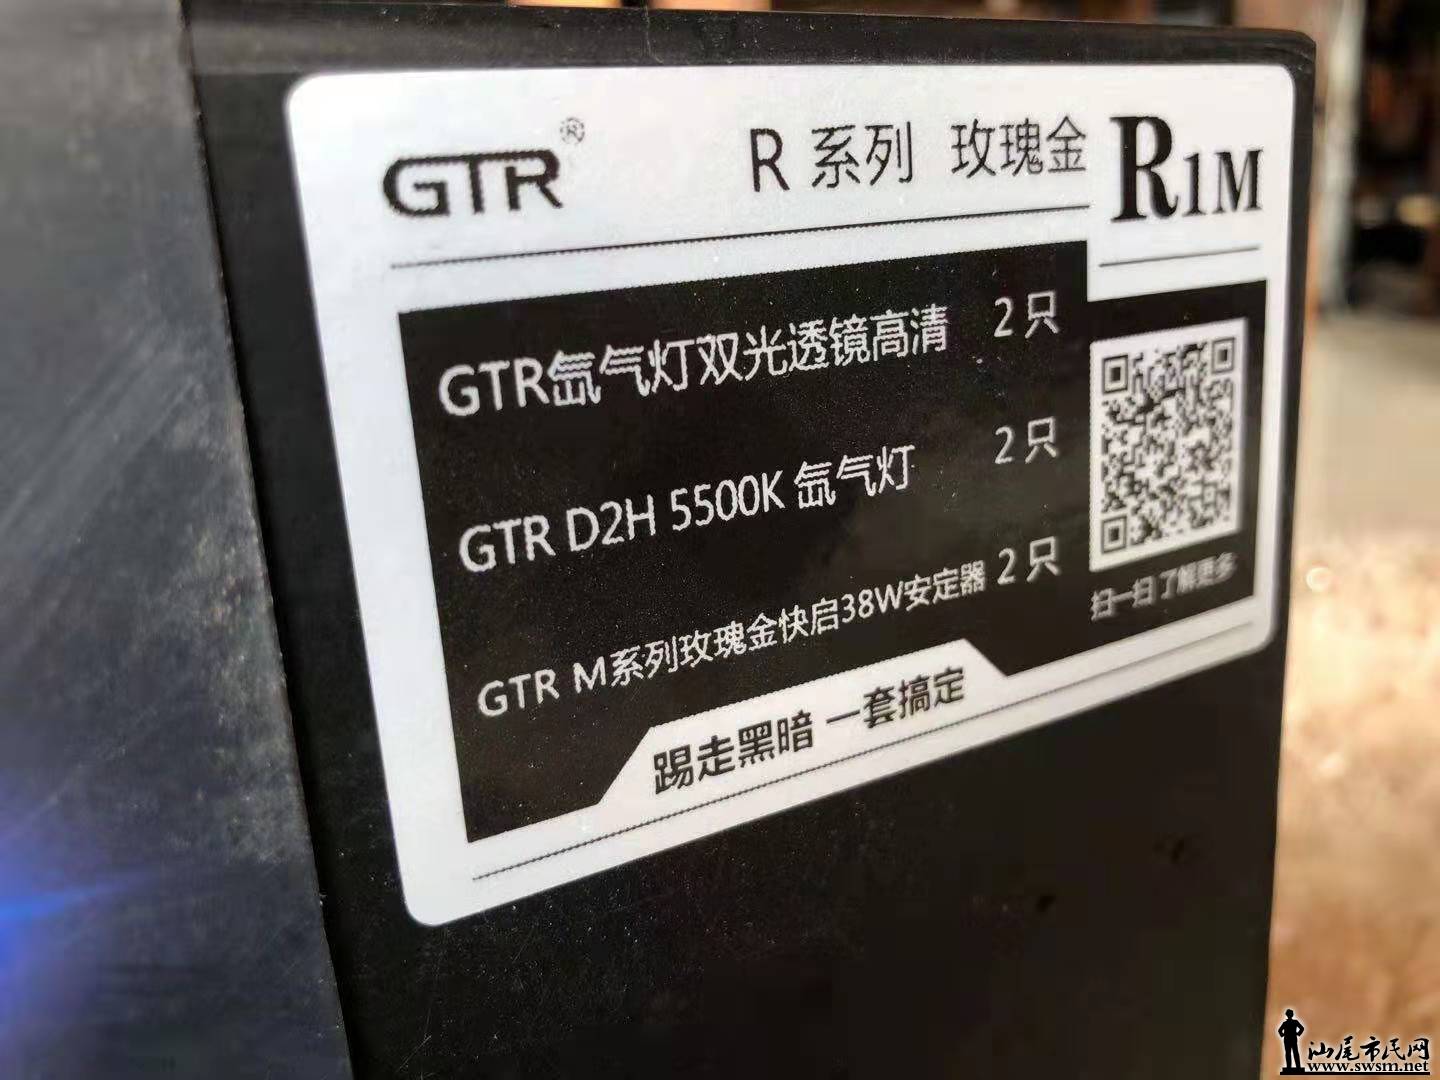 GTR®
R 系列 玫瑰金 R1M
GTR氙气灯双光透镜高清 2只
GTR D2H 5500K 氙气灯 2只
GTR M系列玫瑰金快启38W安定器 2只
扫一扫 了解更多
踢走黑暗 一套搞定
汕尾市民网
www.swsm.net